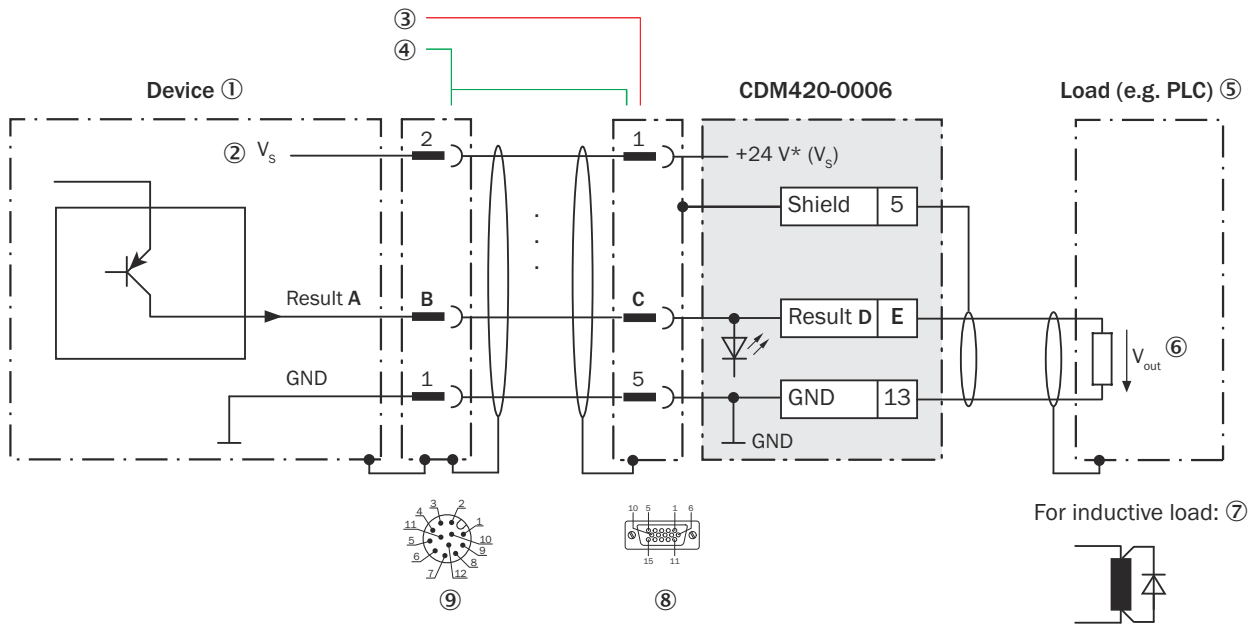 ③
④
Device ①
CDM420-0006
Load (e.g. PLC) ⑤
② Vs
2
1
+24 V* (Vs)
Shield 5
Result A
B
C
Result D E
Vout ⑥
GND
1
5
GND 13
GND
For inductive load: ⑦
3 2
4 1
11 10
5 9
6 8
7 12
⑨
10 5 1 6
15 11
⑧